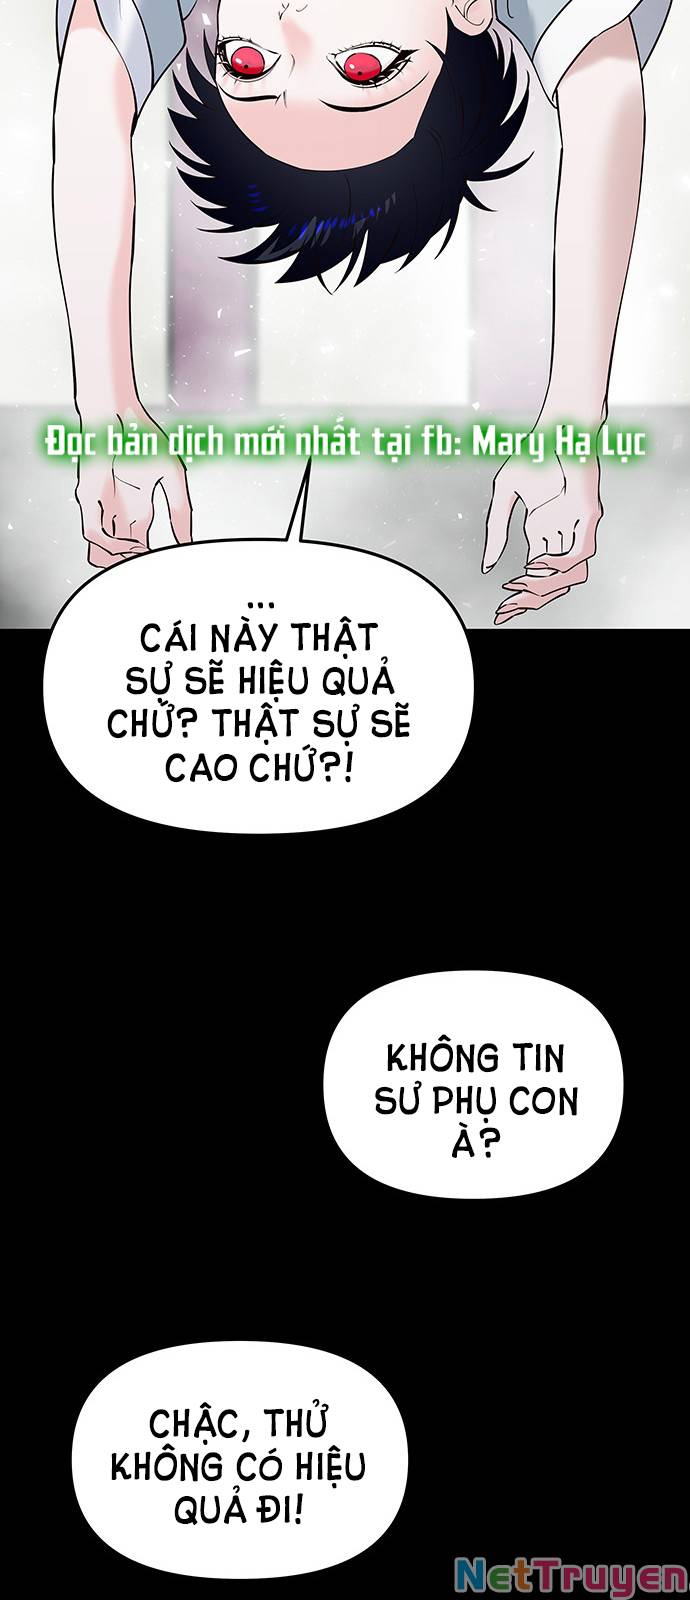 Đọc bản dịch mới nhất tại fb: Mary Hạ Lục
...
CÁI NÀY THẬT
SỰ SẼ HIỆU QUẢ
CHỨ? THẬT SỰ SẼ
CAO CHỨ?!
KHÔNG TIN
SƯ PHỤ CON
À?
CHẬC, THỬ
KHÔNG CÓ HIỆU
QUẢ ĐI!
NetTruyen